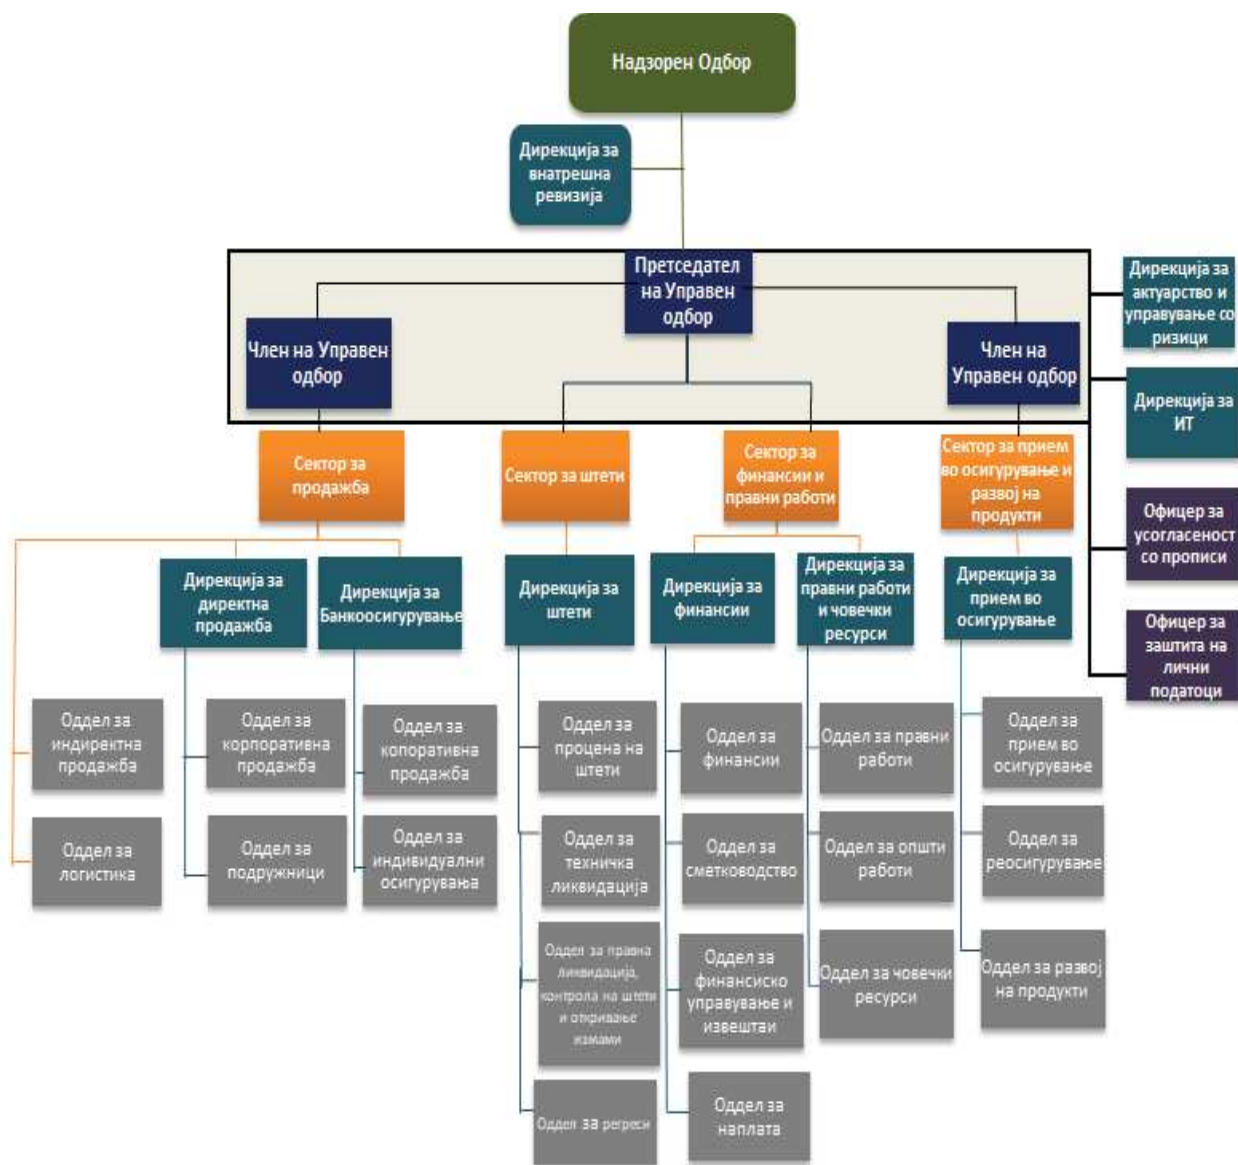 Надзорен Одбор
Дирекција за
внатрешна
ревизија
Претседател
на Управен
одбор
Член на Управен
одбор
Член на
Управен одбор
Дирекција за
актуарство и
управување со
ризици
Дирекција за
ИТ
Офицер за
усогласеност
со прописи
Офицер за
заштита на
лични
податоци
Сектор за
продажба
Сектор за штети
Сектор за
финансии и
правни работи
Сектор за прием
во осигурување и
развој на
продукти
Дирекција за
директна
продажба
Дирекција за
Банкоосигурување
Дирекција за
штети
Дирекција за
финансии
Дирекција за
правни работи
и човечки
ресурси
Дирекција за
прием во
осигурување
Оддел за
индиректна
продажба
Оддел за
корпоративна
продажба
Оддел за
копоративна
продажба
Оддел за
процена на
штети
Оддел за
финансии
Оддел за правни
работи
Оддел за
прием во
осигурување
Оддел за
логистика
Оддел за
подружници
Оддел за
индивидуални
осигурувања
Оддел за
техничка
ликвидација
Оддел за
сметководство
Оддел за општи
работи
Оддел за
реосигурување
Оддел за правна
ликвидација,
контрола на штети
и откривање
измами
Оддел за
финансиско
управување и
извештаи
Оддел за човечки
ресурси
Оддел за развој
на продукти
Оддел за регреси
Оддел за
наплата